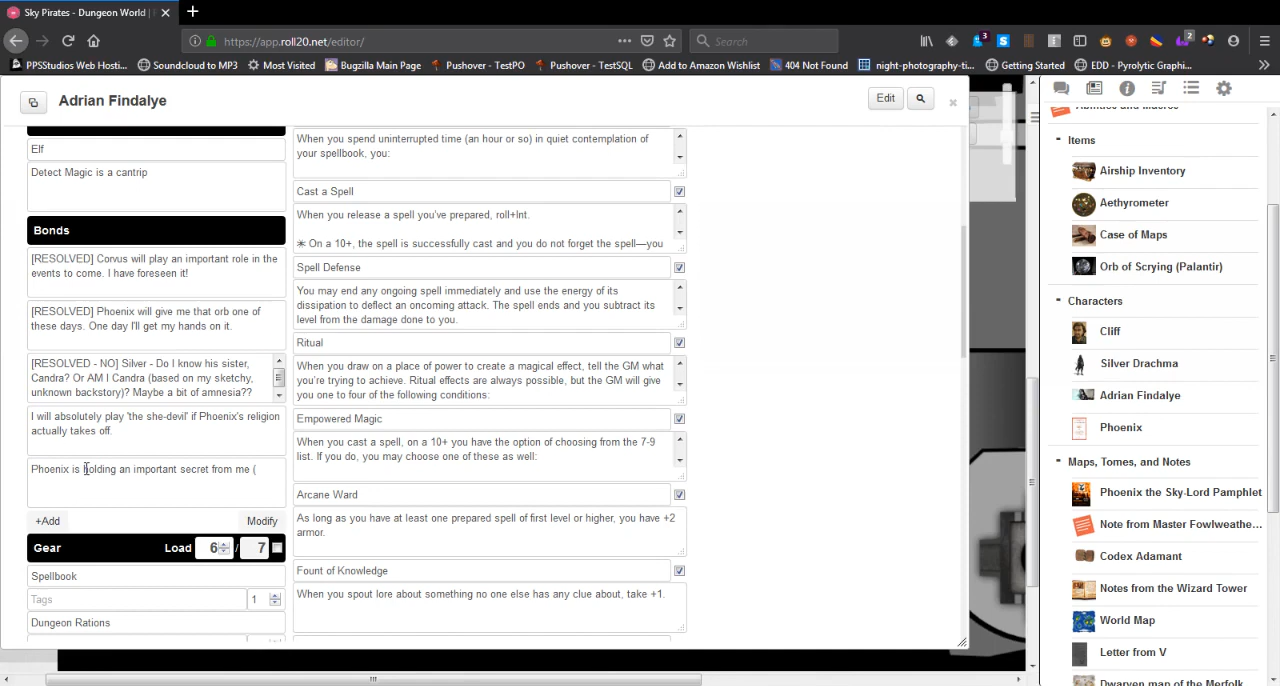 Sky Pirates - Dungeon World |
https://app.roll20.net/editor/
Search
3
2
PPSStudios Web Hosti...
Soundcloud to MP3
Most Visited
Bugzilla Main Page
Pushover - TestPO
Pushover - TestSQL
Add to Amazon Wishlist
404 Not Found
night-photography-ti...
Getting Started
EDD - Pyrolytic Graphi...
Adrian Findalye
Edit
Elf
Detect Magic is a cantrip
Bonds
[RESOLVED] Corvus will play an important role in the
events to come. I have foreseen it!
[RESOLVED] Phoenix will give me that orb one of
these days. One day I'll get my hands on it.
[RESOLVED - NO] Silver - Do I know his sister,
Candra? Or AM I Candra (based on my sketchy,
unknown backstory)? Maybe a bit of amnesia??
I will absolutely play 'the she-devil' if Phoenix's religion
actually takes off.
Phoenix is holding an important secret from me (
+Add
Modify
Gear
Load
6 / 7
Spellbook
Tags
1
Dungeon Rations
When you spend uninterrupted time (an hour or so) in quiet contemplation of
your spellbook, you:
Cast a Spell
When you release a spell you've prepared, roll+Int.
✶ On a 10+, the spell is successfully cast and you do not forget the spell—you
Spell Defense
You may end any ongoing spell immediately and use the energy of its
dissipation to deflect an oncoming attack. The spell ends and you subtract its
level from the damage done to you.
Ritual
When you draw on a place of power to create a magical effect, tell the GM what
you're trying to achieve. Ritual effects are always possible, but the GM will give
you one to four of the following conditions:
Empowered Magic
When you cast a spell, on a 10+ you have the option of choosing from the 7-9
list. If you do, you may choose one of these as well:
Arcane Ward
As long as you have at least one prepared spell of first level or higher, you have +2
armor.
Fount of Knowledge
When you spout lore about something no one else has any clue about, take +1.
Abilities and Macros
Items
Airship Inventory
Aethyrometer
Case of Maps
Orb of Scrying (Palantir)
Characters
Cliff
Silver Drachma
Adrian Findalye
Phoenix
Maps, Tomes, and Notes
Phoenix the Sky-Lord Pamphlet
Note from Master Fowlweathe...
Codex Adamant
Notes from the Wizard Tower
World Map
Letter from V
Dwarven map of the Merfolk